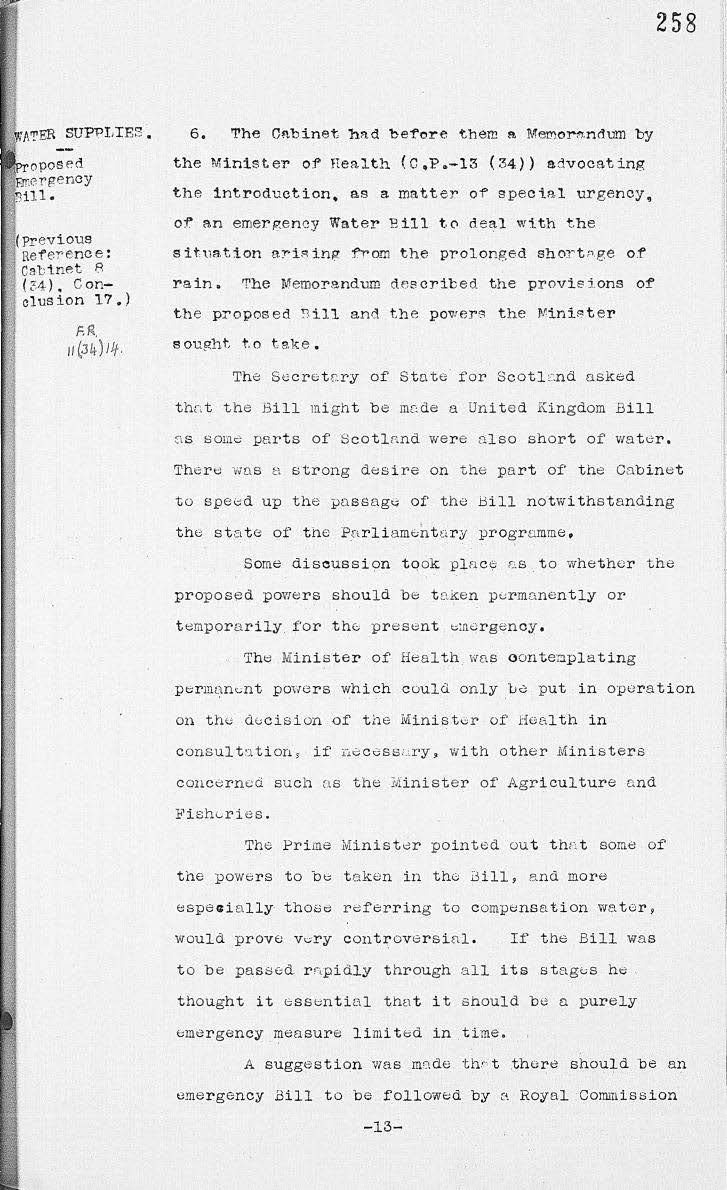 258
WATER SUPPLIES.
Proposed
Emergency
Bill.
(Previous
Reference:
Cabinet 8
(34), Con-
clusion 17.)
F.R.
11(34)14.
6. The Cabinet had before them a Memorandum by
the Minister of Health (C.P.-13 (34)) advocating
the introduction, as a matter of special urgency,
of an emergency Water Bill to deal with the
situation arising from the prolonged shortage of
rain. The Memorandum described the provisions of
the proposed Bill and the powers the Minister
sought to take.
The Secretary of State for Scotland asked
that the Bill might be made a United Kingdom Bill
as some parts of Scotland were also short of water.
There was a strong desire on the part of the Cabinet
to speed up the passage of the Bill notwithstanding
the state of the Parliamentary programme.
Some discussion took place as to whether the
proposed powers should be taken permanently or
temporarily for the present emergency.
The Minister of Health was contemplating
permanent powers which could only be put in operation
on the decision of the Minister of Health in
consultation, if necessary, with other Ministers
concerned such as the Minister of Agriculture and
Fisheries.
The Prime Minister pointed out that some of
the powers to be taken in the Bill, and more
especially those referring to compensation water,
would prove very controversial. If the Bill was
to be passed rapidly through all its stages he
thought it essential that it should be a purely
emergency measure limited in time.
A suggestion was made that there should be an
emergency Bill to be followed by a Royal Commission
-13-